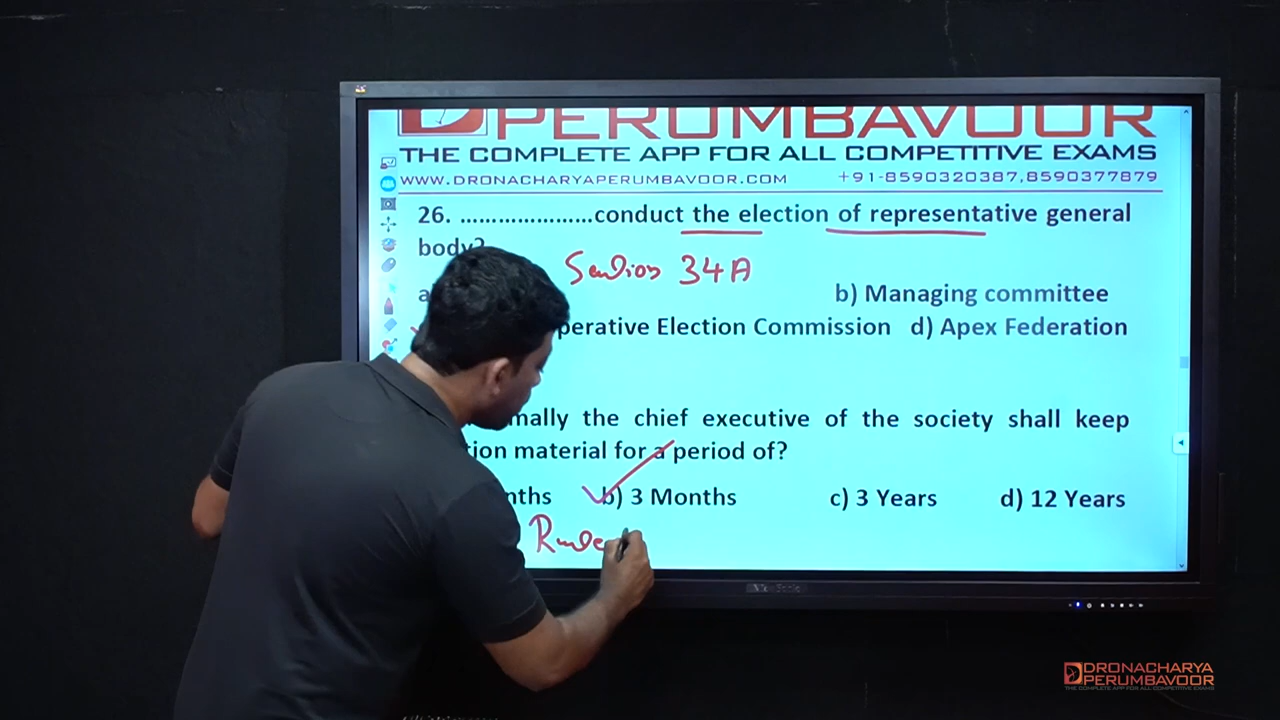 PERUMBAVOOR
THE COMPLETE APP FOR ALL COMPETITIVE EXAMS
WWW.DRONACHARYAPERUMBAVOOR.COM +91-8590320387,8590377879
26. .....................conduct the election of representative general
body?
Section 34A
b) Managing committee
perative Election Commission d) Apex Federation
mally the chief executive of the society shall keep
tion material for a period of?
nths b) 3 Months c) 3 Years d) 12 Years
Rule
ViewSonic
DRONACHARYA
PERUMBAVOOR
THE COMPLETE APP FOR ALL COMPETITIVE EXAMS